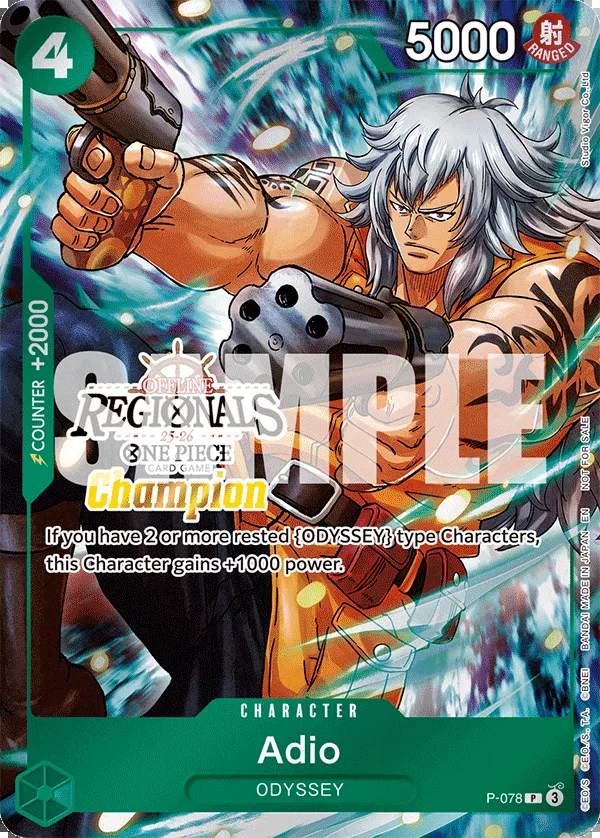 4
5000
射
RANGED
Studio Vigor Co., Ltd
COUNTER +2000
SAMPLE
OFFLINE
REGIONALS
25-26
ONE PIECE
CARD GAME
Champion
If you have 2 or more rested {ODYSSEY} type Characters,
this Character gains +1000 power.
©EO/S ©E.O./S., T.A. ©BNEI BANDAI MADE IN JAPAN EN NOT FOR SALE
CHARACTER
Adio
ODYSSEY
P-078 P 3